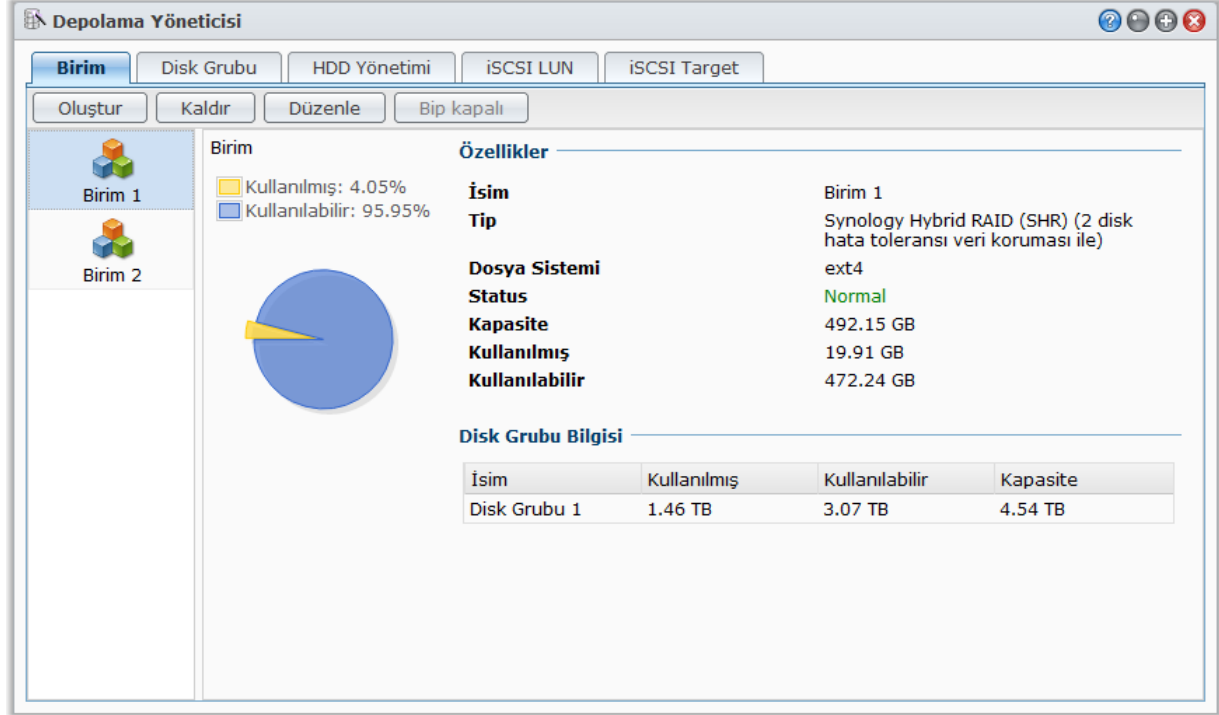 Depolama Yöneticisi
Birim
Disk Grubu
HDD Yönetimi
iSCSI LUN
iSCSI Target
Oluştur
Kaldır
Düzenle
Bip kapalı
Birim 1
Birim 2
Birim
Kullanılmış: 4.05%
Kullanılabilir: 95.95%
Özellikler
İsim Birim 1
Tip Synology Hybrid RAID (SHR) (2 disk
hata toleransı veri koruması ile)
Dosya Sistemi ext4
Status Normal
Kapasite 492.15 GB
Kullanılmış 19.91 GB
Kullanılabilir 472.24 GB
Disk Grubu Bilgisi
İsim Kullanılmış Kullanılabilir Kapasite
Disk Grubu 1 1.46 TB 3.07 TB 4.54 TB